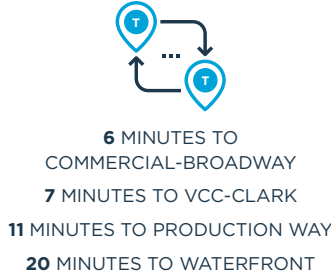 T
T
6 MINUTES TO
COMMERCIAL-BROADWAY
7 MINUTES TO VCC-CLARK
11 MINUTES TO PRODUCTION WAY
20 MINUTES TO WATERFRONT